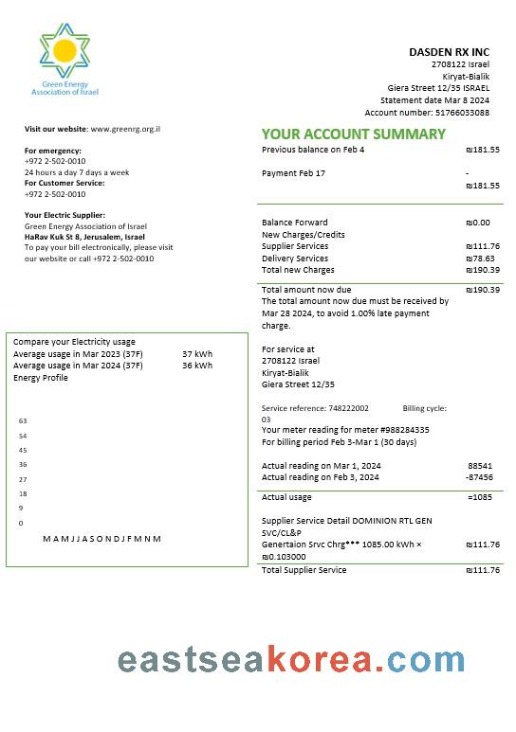 Green Energy
Association of Israel
DASDEN RX INC
2708122 Israel
Kiryat-Bialik
Giera Street 12/35 ISRAEL
Statement date Mar 8 2024
Account number: 51766033088
Visit our website: www.greenrg.org.il
For emergency:
+972 2-502-0010
24 hours a day 7 days a week
For Customer Service:
+972 2-502-0010
Your Electric Supplier:
Green Energy Association of Israel
HaRav Kuk St 8, Jerusalem, Israel
To pay your bill electronically, please visit
our website or call +972 2-502-0010
YOUR ACCOUNT SUMMARY
Previous balance on Feb 4 ₪181.55
Payment Feb 17 -
₪181.55
Balance Forward ₪0.00
New Charges/Credits
Supplier Services ₪111.76
Delivery Services ₪78.63
Total new Charges ₪190.39
Total amount now due ₪190.39
The total amount now due must be received by
Mar 28 2024, to avoid 1.00% late payment
charge.
For service at
2708122 Israel
Kiryat-Bialik
Giera Street 12/35
Service reference: 748222002 Billing cycle:
03
Your meter reading for meter #988284335
For billing period Feb 3-Mar 1 (30 days)
Actual reading on Mar 1, 2024 88541
Actual reading on Feb 3, 2024 -87456
Actual usage =1085
Supplier Service Detail DOMINION RTL GEN
SVC/CL&P
Genertaion Srvc Chrg*** 1085.00 kWh × ₪111.76
₪0.103000
Total Supplier Service ₪111.76
Compare your Electricity usage
Average usage in Mar 2023 (37F) 37 kWh
Average usage in Mar 2024 (37F) 36 kWh
Energy Profile
63
54
45
36
27
18
9
0
M A M J J A S O N D J F M N M
eastseakorea.com